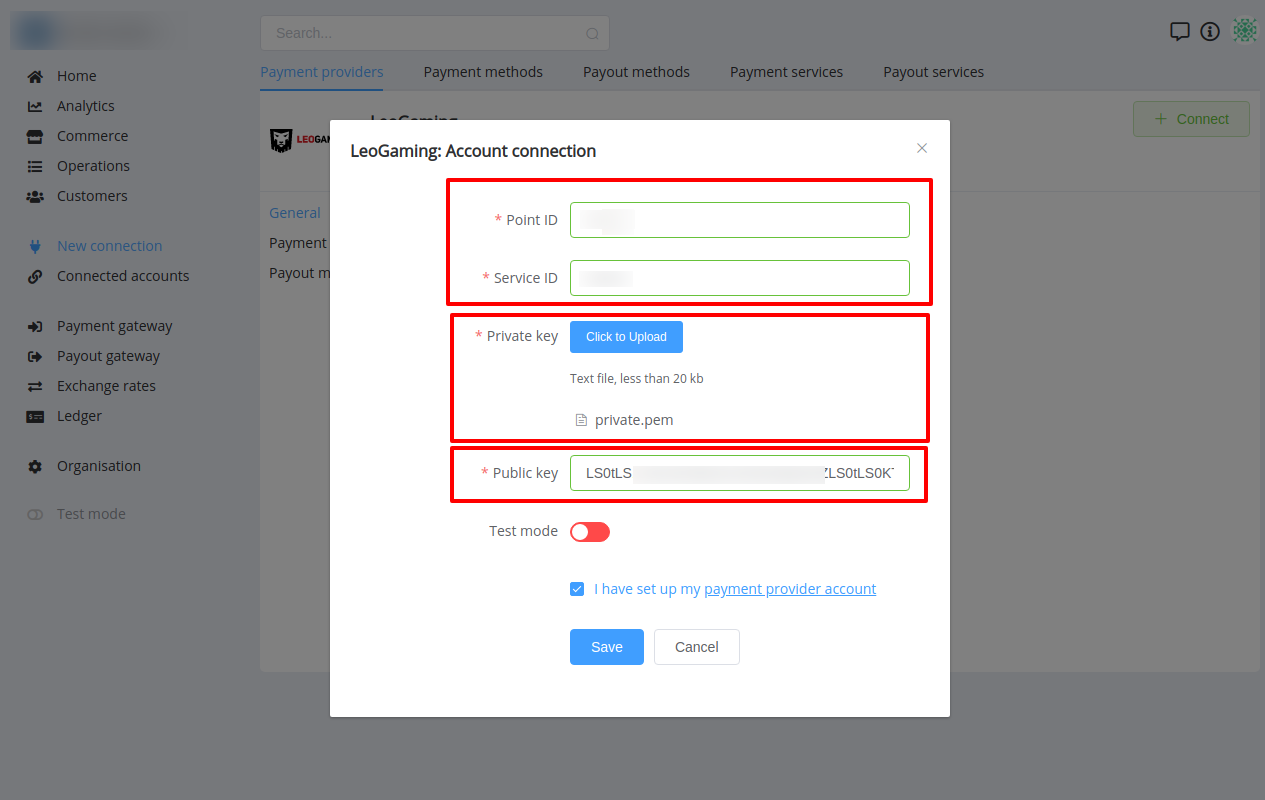 Search...
Home
Analytics
Commerce
Operations
Customers
New connection
Connected accounts
Payment gateway
Payout gateway
Exchange rates
Ledger
Organisation
Test mode
Payment providers Payment methods Payout methods Payment services Payout services
LeoGaming
LEOGAM
+ Connect
General
Payment
Payout m
LeoGaming: Account connection
* Point ID
* Service ID
* Private key Click to Upload
Text file, less than 20 kb
private.pem
* Public key LS0tLS ZLS0tLS0K
Test mode
I have set up my payment provider account
Save Cancel